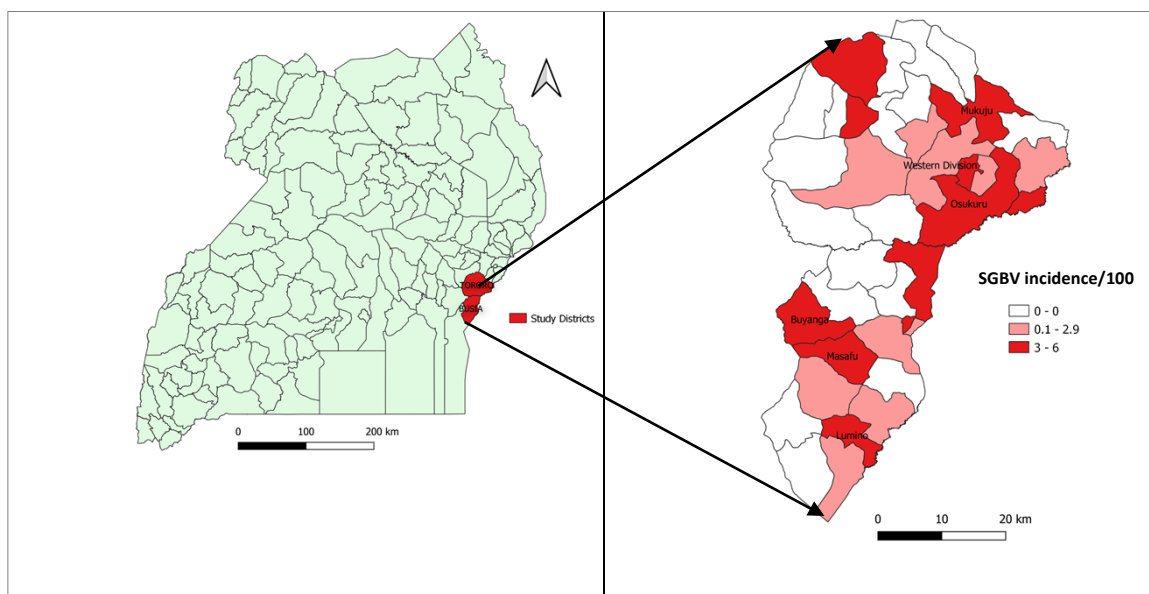 TORORO
BUSIA
Study Districts
0 100 200 km
Mukuju
Western Division
Osukuru
SGBV incidence/100
0 - 0
0.1 - 2.9
3 - 6
Buyanga
Masafu
Lumino
0 10 20 km